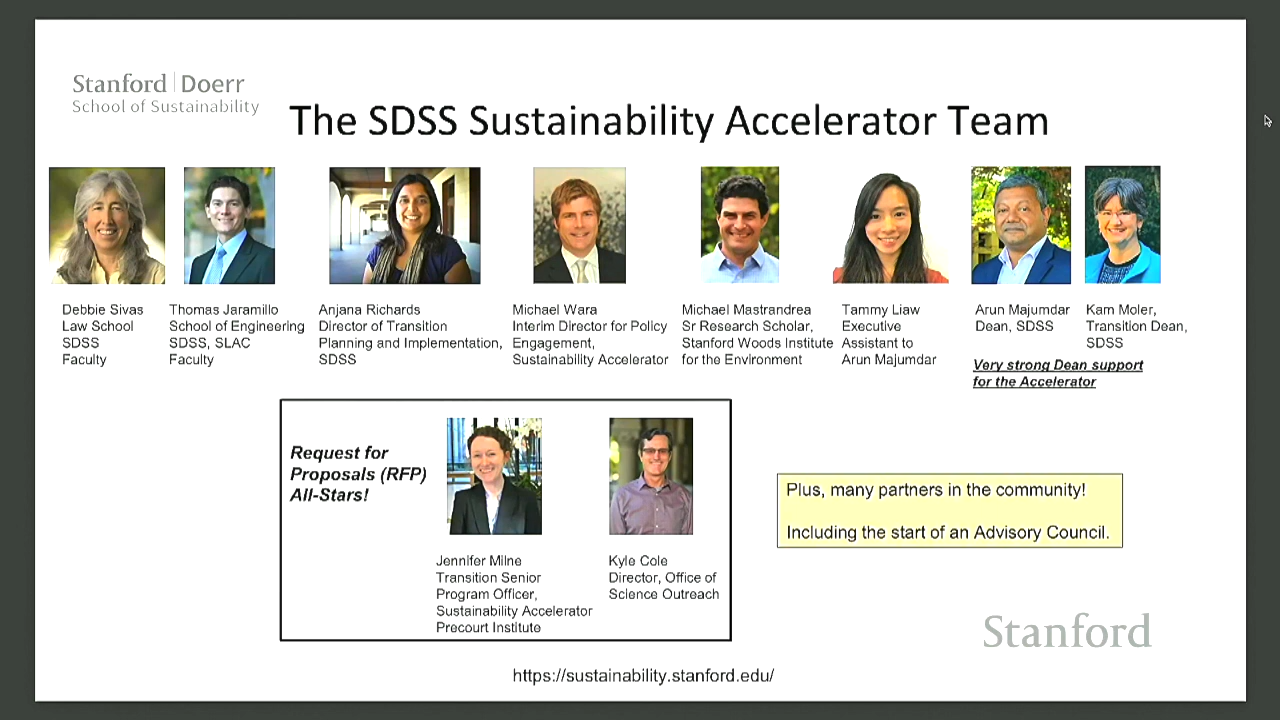 Stanford | Doerr
School of Sustainability
The SDSS Sustainability Accelerator Team
Debbie Sivas
Law School
SDSS
Faculty
Thomas Jaramillo
School of Engineering
SDSS, SLAC
Faculty
Anjana Richards
Director of Transition
Planning and Implementation,
SDSS
Michael Wara
Interim Director for Policy
Engagement,
Sustainability Accelerator
Michael Mastrandrea
Sr Research Scholar,
Stanford Woods Institute
for the Environment
Tammy Liaw
Executive
Assistant to
Arun Majumdar
Arun Majumdar
Dean, SDSS
Kam Moler,
Transition Dean,
SDSS
Very strong Dean support
for the Accelerator
Request for
Proposals (RFP)
All-Stars!
Jennifer Milne
Transition Senior
Program Officer,
Sustainability Accelerator
Precourt Institute
Kyle Cole
Director, Office of
Science Outreach
Plus, many partners in the community!
Including the start of an Advisory Council.
Stanford
https://sustainability.stanford.edu/